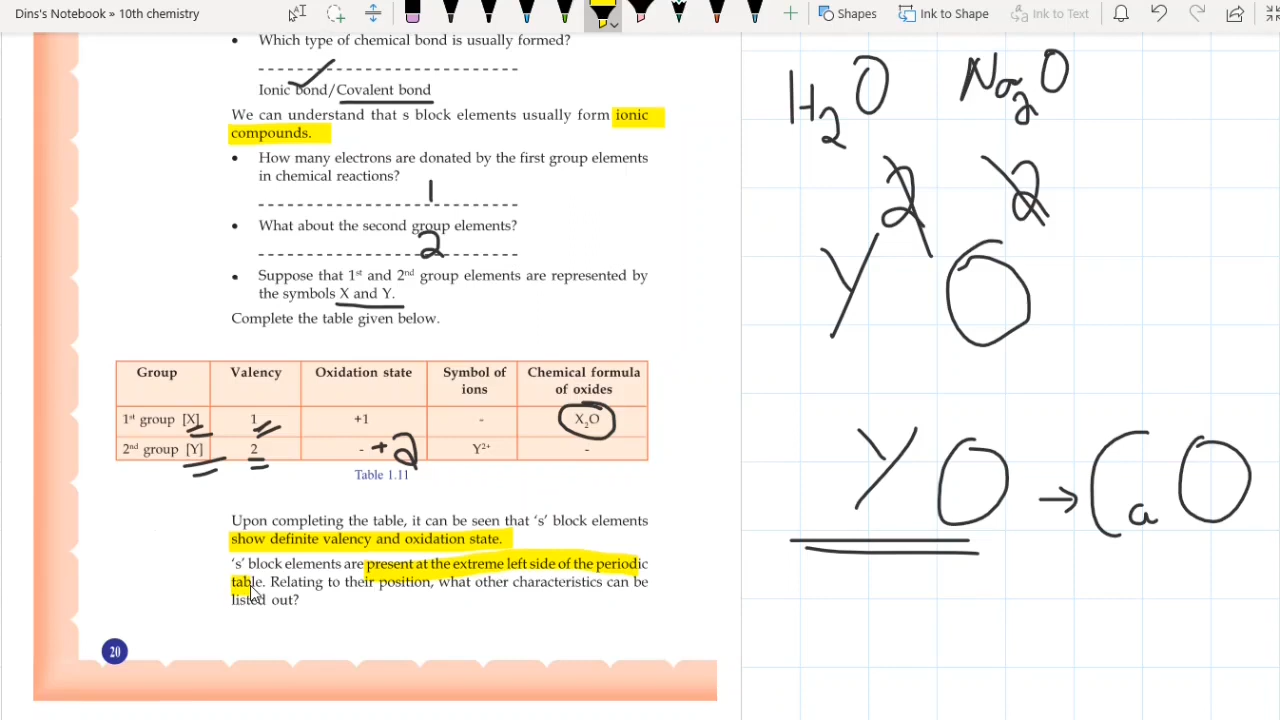 Dins's Notebook » 10th chemistry
Shapes
Ink to Shape
Ink to Text
• Which type of chemical bond is usually formed?
Ionic bond/Covalent bond
We can understand that s block elements usually form ionic
compounds.
• How many electrons are donated by the first group elements
in chemical reactions?
1
• What about the second group elements?
2
• Suppose that 1st and 2nd group elements are represented by
the symbols X and Y.
Complete the table given below.
Group Valency Oxidation state Symbol of ions Chemical formula of oxides
1st group [X] 1 +1 - X2O
2nd group [Y] 2 - +2 Y2+ -
Table 1.11
Upon completing the table, it can be seen that ‘s’ block elements
show definite valency and oxidation state.
‘s’ block elements are present at the extreme left side of the periodic
table. Relating to their position, what other characteristics can be
listed out?
20
H2O Na2O
2 2
Y O
YO → CaO